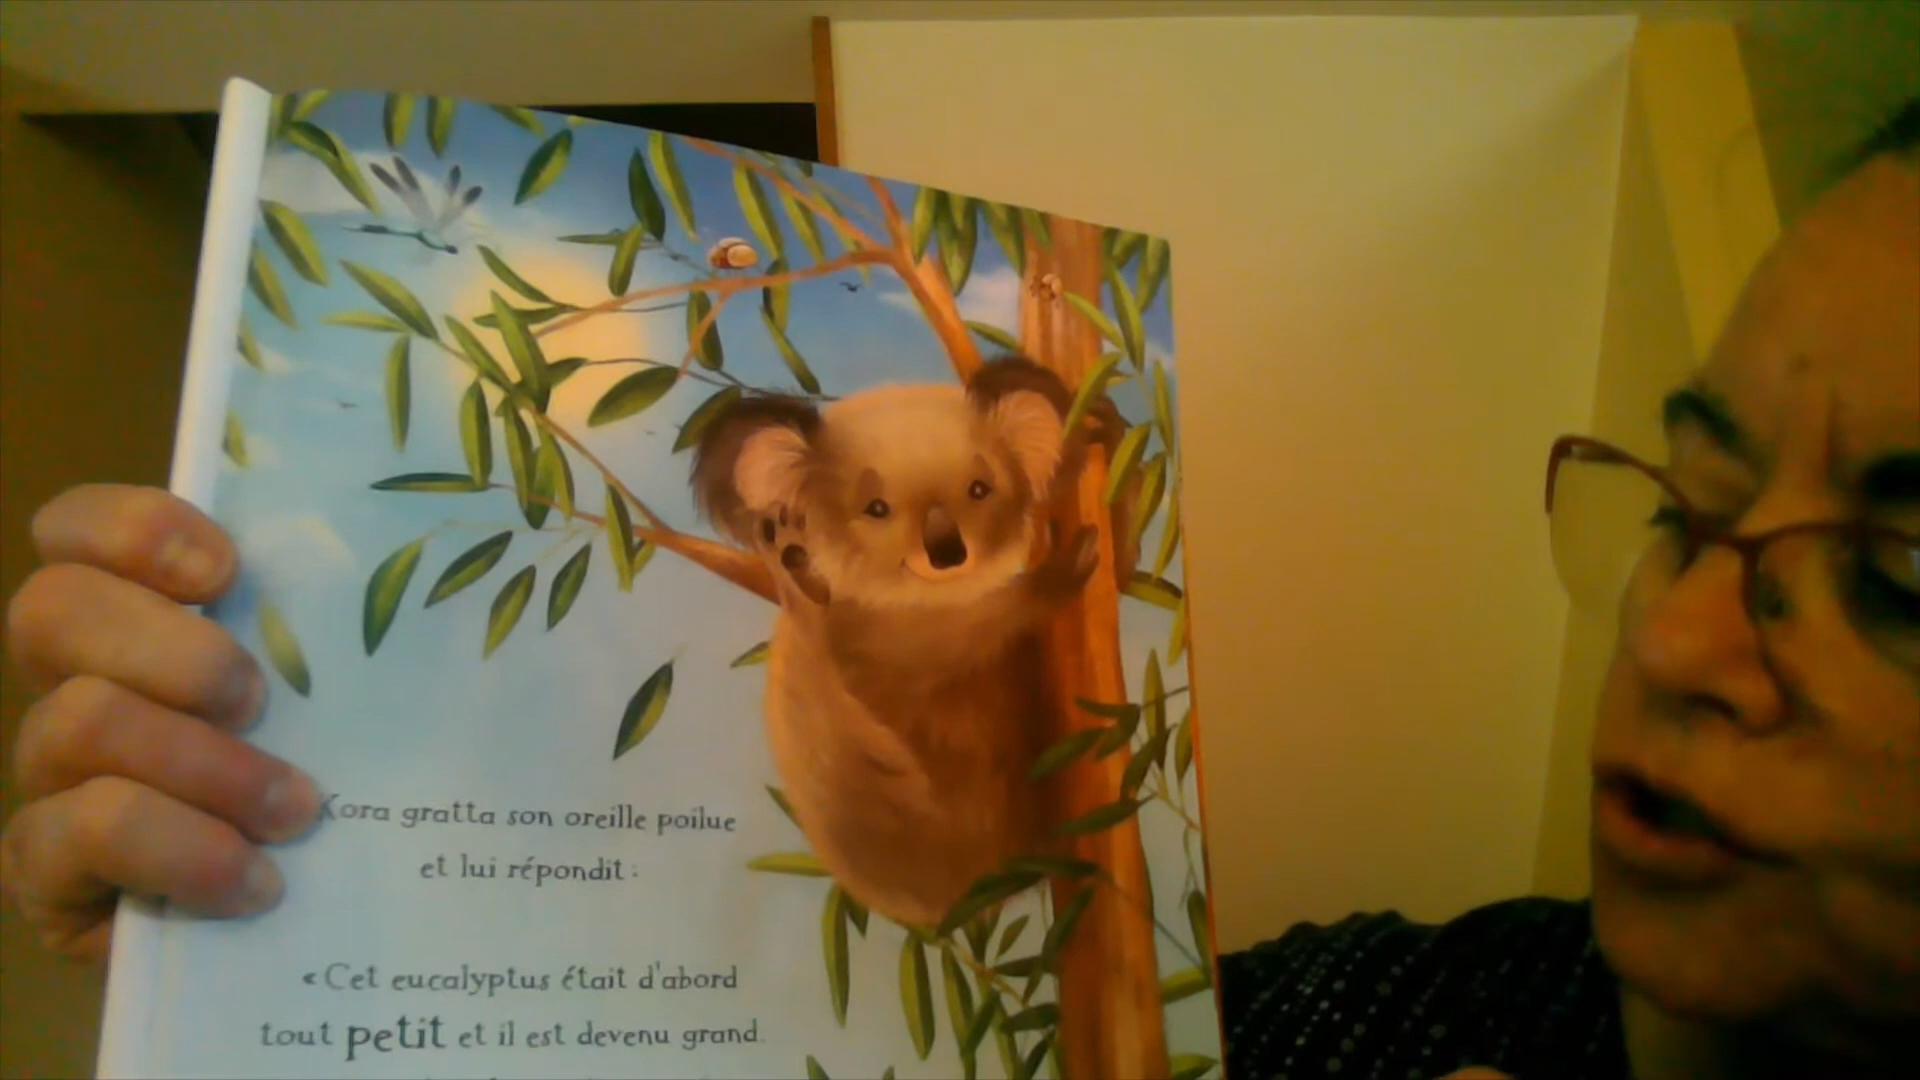 Kora gratta son oreille poilue
et lui répondit :
« Cet eucalyptus était d'abord
tout petit et il est devenu grand.